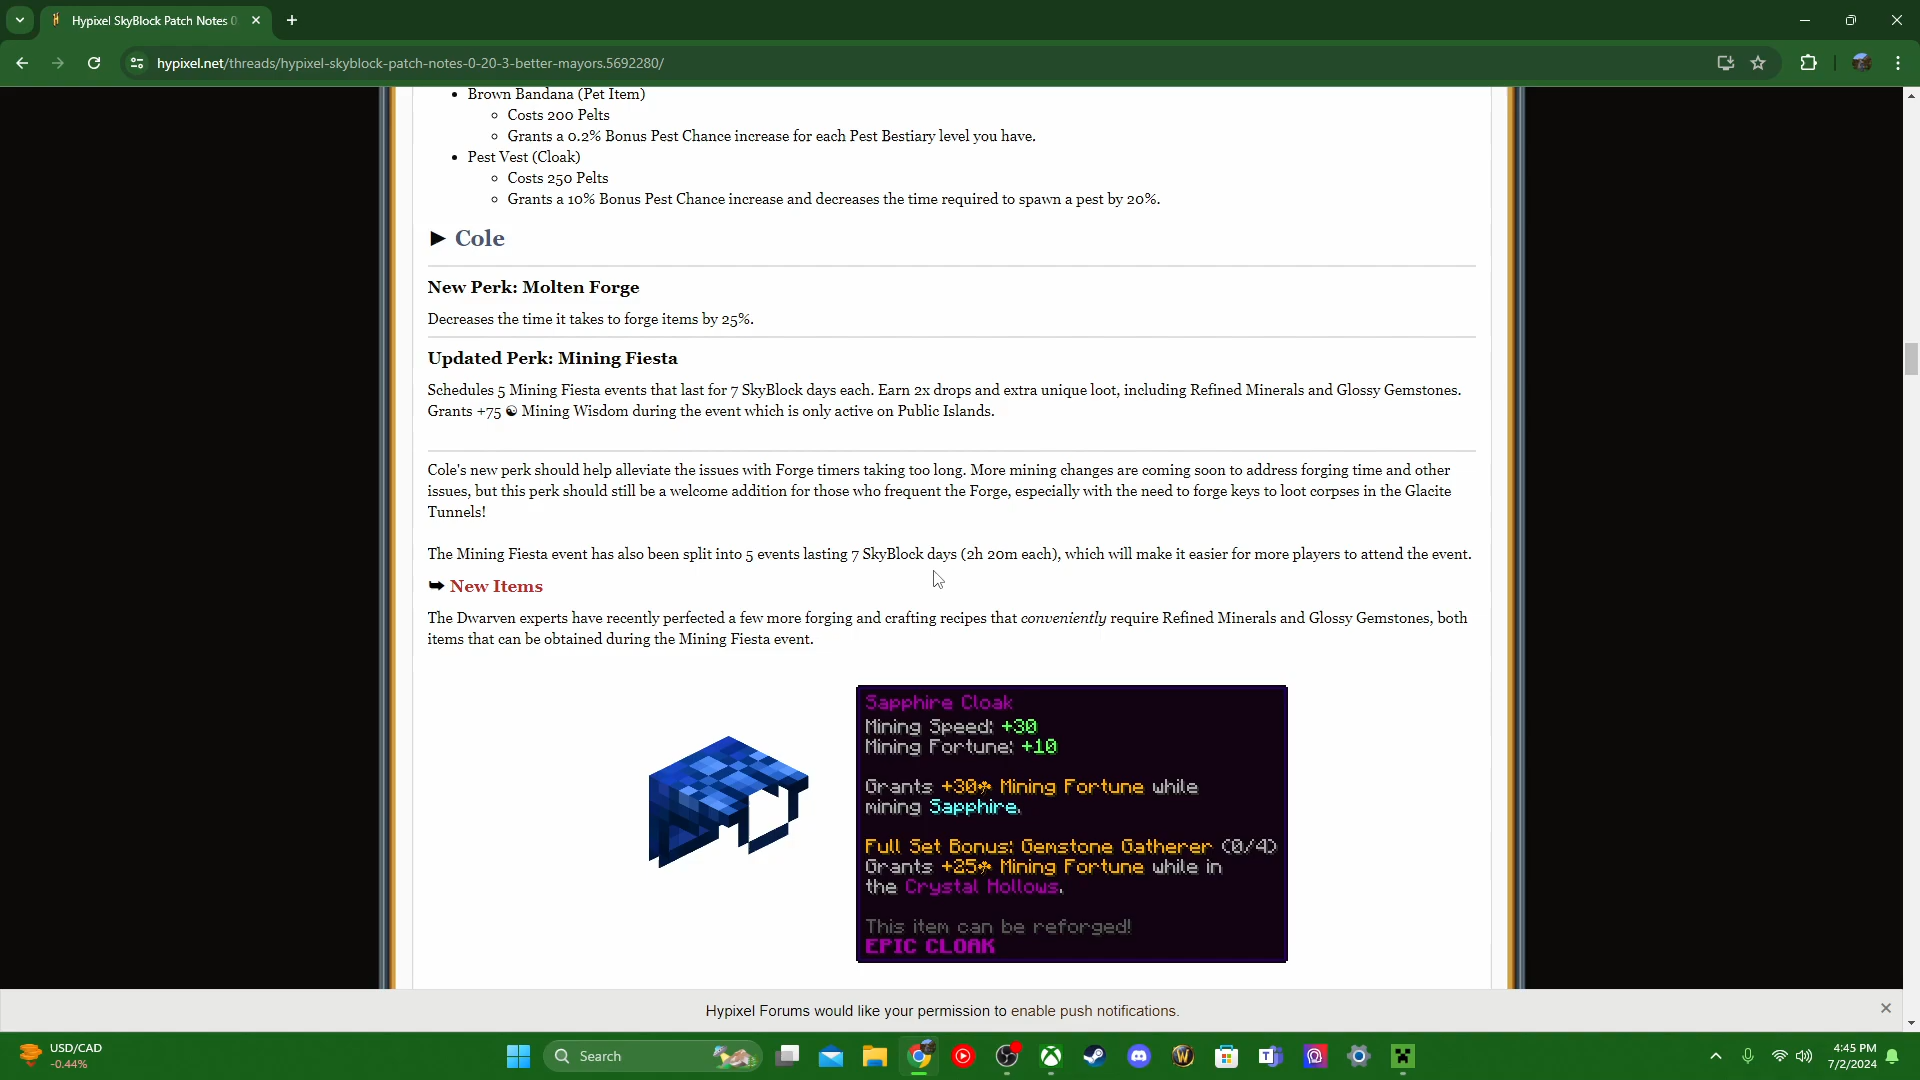 Hypixel SkyBlock Patch Notes 0
hypixel.net/threads/hypixel-skyblock-patch-notes-0-20-3-better-mayors.5692280/
• Brown Bandana (Pet Item)
◦ Costs 200 Pelts
◦ Grants a 0.2% Bonus Pest Chance increase for each Pest Bestiary level you have.
• Pest Vest (Cloak)
◦ Costs 250 Pelts
◦ Grants a 10% Bonus Pest Chance increase and decreases the time required to spawn a pest by 20%.
► Cole
New Perk: Molten Forge
Decreases the time it takes to forge items by 25%.
Updated Perk: Mining Fiesta
Schedules 5 Mining Fiesta events that last for 7 SkyBlock days each. Earn 2x drops and extra unique loot, including Refined Minerals and Glossy Gemstones.
Grants +75 ☯ Mining Wisdom during the event which is only active on Public Islands.
Cole's new perk should help alleviate the issues with Forge timers taking too long. More mining changes are coming soon to address forging time and other
issues, but this perk should still be a welcome addition for those who frequent the Forge, especially with the need to forge keys to loot corpses in the Glacite
Tunnels!
The Mining Fiesta event has also been split into 5 events lasting 7 SkyBlock days (2h 20m each), which will make it easier for more players to attend the event.
➥ New Items
The Dwarven experts have recently perfected a few more forging and crafting recipes that conveniently require Refined Minerals and Glossy Gemstones, both
items that can be obtained during the Mining Fiesta event.
Sapphire Cloak
Mining Speed: +30
Mining Fortune: +10
Grants +30☘ Mining Fortune while
mining Sapphire.
Full Set Bonus: Gemstone Gatherer (0/4)
Grants +25☘ Mining Fortune while in
the Crystal Hollows.
This item can be reforged!
EPIC CLOAK
Hypixel Forums would like your permission to enable push notifications.
USD/CAD
-0.44%
Search
4:45 PM
7/2/2024